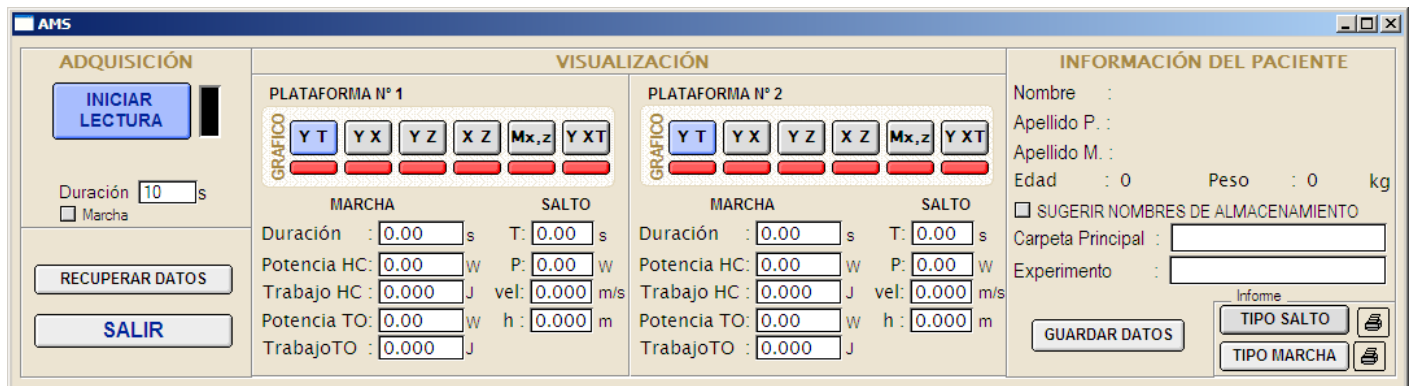 AMS
ADQUISICIÓN
INICIAR
LECTURA
Duración 10 s
Marcha
RECUPERAR DATOS
SALIR
VISUALIZACIÓN
PLATAFORMA Nº 1
GRAFICO
Y T Y X Y Z X Z Mx,z Y XT
MARCHA SALTO
Duración : 0.00 s T: 0.00 s
Potencia HC: 0.00 W P: 0.00 W
Trabajo HC : 0.000 J vel: 0.000 m/s
Potencia TO: 0.00 W h : 0.000 m
TrabajoTO : 0.000 J
PLATAFORMA Nº 2
GRAFICO
Y T Y X Y Z X Z Mx,z Y XT
MARCHA SALTO
Duración : 0.00 s T: 0.00 s
Potencia HC: 0.00 W P: 0.00 W
Trabajo HC : 0.000 J vel: 0.000 m/s
Potencia TO: 0.00 W h : 0.000 m
TrabajoTO : 0.000 J
INFORMACIÓN DEL PACIENTE
Nombre :
Apellido P. :
Apellido M. :
Edad : 0 Peso : 0 kg
SUGERIR NOMBRES DE ALMACENAMIENTO
Carpeta Principal :
Experimento :
GUARDAR DATOS
Informe
TIPO SALTO
TIPO MARCHA